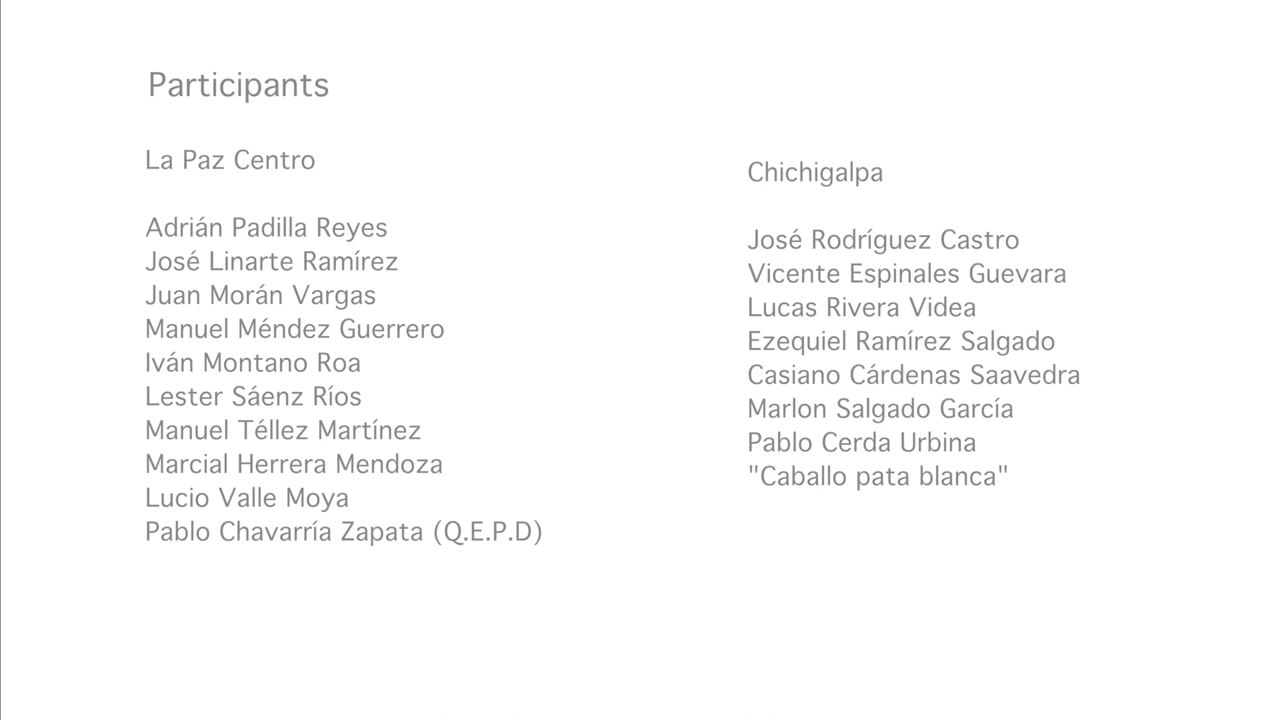 Participants
La Paz Centro
Adrián Padilla Reyes
José Linarte Ramírez
Juan Morán Vargas
Manuel Méndez Guerrero
Iván Montano Roa
Lester Sáenz Ríos
Manuel Téllez Martínez
Marcial Herrera Mendoza
Lucio Valle Moya
Pablo Chavarría Zapata (Q.E.P.D)
Chichigalpa
José Rodríguez Castro
Vicente Espinales Guevara
Lucas Rivera Videa
Ezequiel Ramírez Salgado
Casiano Cárdenas Saavedra
Marlon Salgado García
Pablo Cerda Urbina
"Caballo pata blanca"